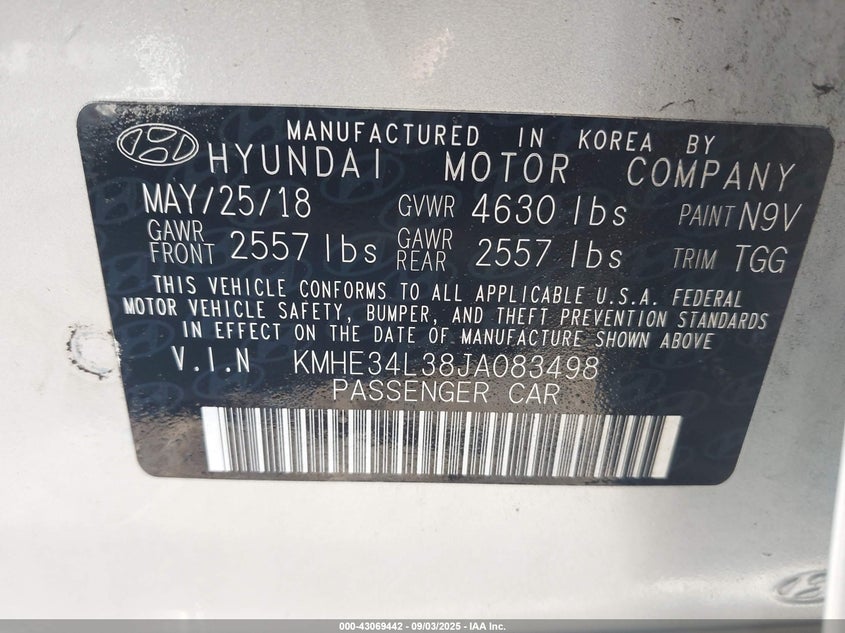 MANUFACTURED IN KOREA BY
HYUNDAI MOTOR COMPANY
MAY/25/18 GVWR 4630 lbs PAINT N9V
GAWR FRONT 2557 lbs GAWR REAR 2557 lbs TRIM TGG
THIS VEHICLE CONFORMS TO ALL APPLICABLE U.S.A. FEDERAL
MOTOR VEHICLE SAFETY, BUMPER, AND THEFT PREVENTION STANDARDS
IN EFFECT ON THE DATE OF MANUFACTURE SHOWN ABOVE
V.I.N KMHE34L38JA083498
PASSENGER CAR
000-43069442 - 09/03/2025 - IAA Inc.